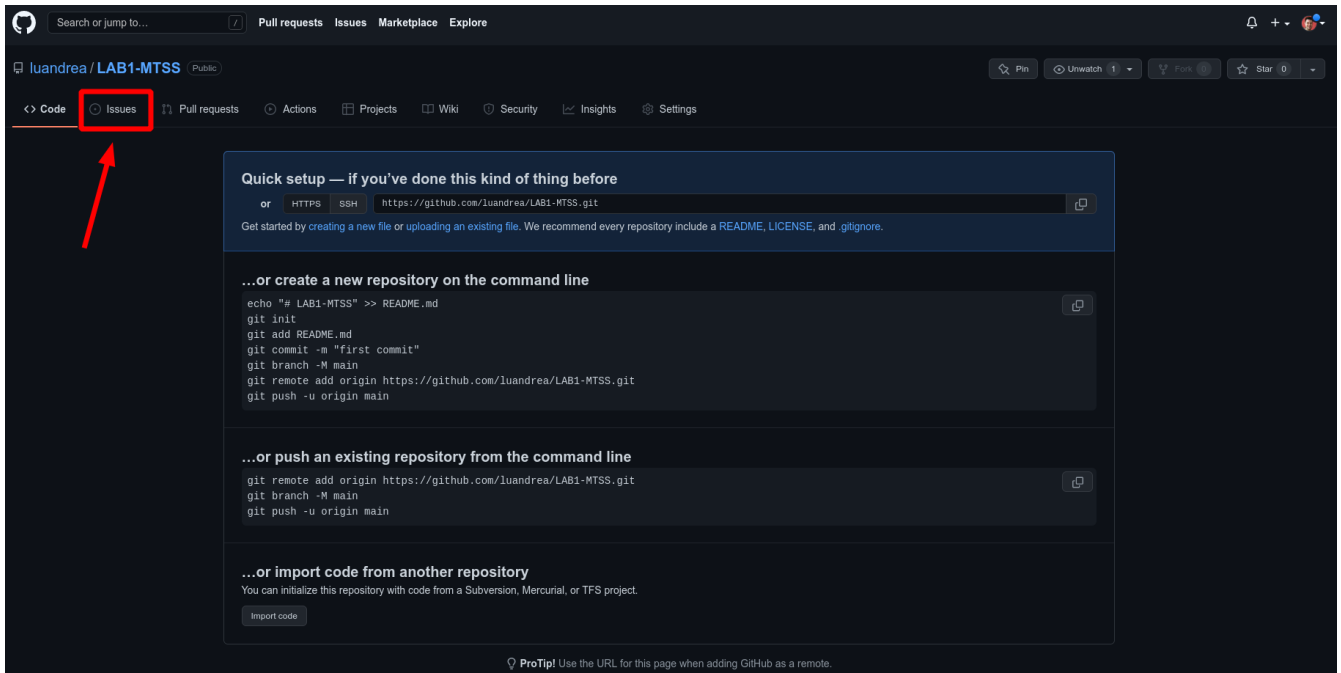 Search or jump to... /
Pull requests Issues Marketplace Explore
luandrea / LAB1-MTSS Public
Pin Unwatch 1 Fork 0 Star 0
<> Code Issues Pull requests Actions Projects Wiki Security Insights Settings
Quick setup — if you've done this kind of thing before
or HTTPS SSH https://github.com/luandrea/LAB1-MTSS.git
Get started by creating a new file or uploading an existing file. We recommend every repository include a README, LICENSE, and .gitignore.
…or create a new repository on the command line
echo "# LAB1-MTSS" >> README.md
git init
git add README.md
git commit -m "first commit"
git branch -M main
git remote add origin https://github.com/luandrea/LAB1-MTSS.git
git push -u origin main
…or push an existing repository from the command line
git remote add origin https://github.com/luandrea/LAB1-MTSS.git
git branch -M main
git push -u origin main
…or import code from another repository
You can initialize this repository with code from a Subversion, Mercurial, or TFS project.
Import code
ProTip! Use the URL for this page when adding GitHub as a remote.